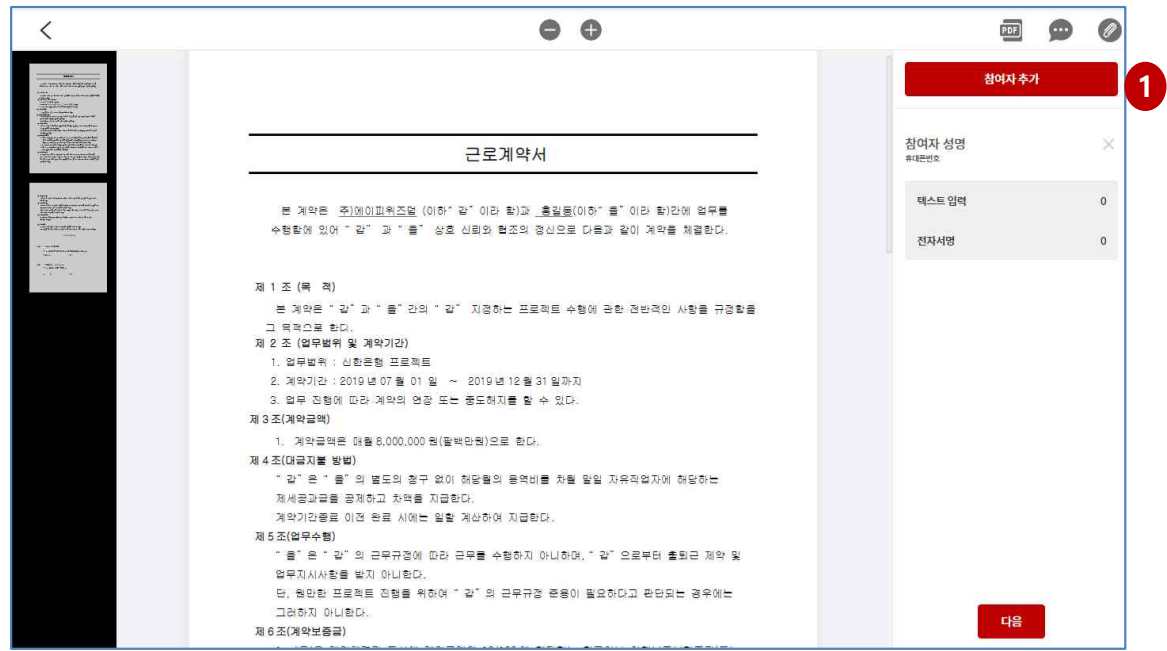 PDF
참여자 추가
1
근로계약서
참여자 성명
휴대폰번호
본 계약은 주)에이피위즈덤 (이하“ 갑” 이라 함)과 홍길동(이하“ 을” 이라 함)간에 업무를
수행함에 있어 “ 갑” 과 “ 을” 상호 신뢰와 협조의 정신으로 다음과 같이 계약을 체결한다.
텍스트 입력 0
전자서명 0
제 1 조 (목 적)
본 계약은 “ 갑” 과 “ 을” 간의 “ 갑” 지정하는 프로젝트 수행에 관한 전반적인 사항을 규정함을
그 목적으로 한다.
제 2 조 (업무범위 및 계약기간)
1. 업무범위 : 신한은행 프로젝트
2. 계약기간 : 2019 년 07 월 01 일 ~ 2019 년 12 월 31 일까지
3. 업무 진행에 따라 계약의 연장 또는 중도해지를 할 수 있다.
제 3 조(계약금액)
1. 계약금액은 매월 8,000,000 원(팔백만원)으로 한다.
제 4 조(대금지불 방법)
“ 갑” 은 “ 을” 의 별도의 청구 없이 해당월의 용역비를 차월 말일 자유직업자에 해당하는
제세공과금을 공제하고 차액을 지급한다.
계약기간종료 이전 완료 시에는 일할 계산하여 지급한다.
제 5 조(업무수행)
“ 을” 은 “ 갑” 의 근무규정에 따라 근무를 수행하지 아니하며, “ 갑” 으로부터 출퇴근 제약 및
업무지시사항을 받지 아니한다.
단, 원만한 프로젝트 진행을 위하여 “ 갑” 의 근무규정 준용이 필요하다고 판단되는 경우에는
그러하지 아니한다.
제 6 조(계약보증금)
다음